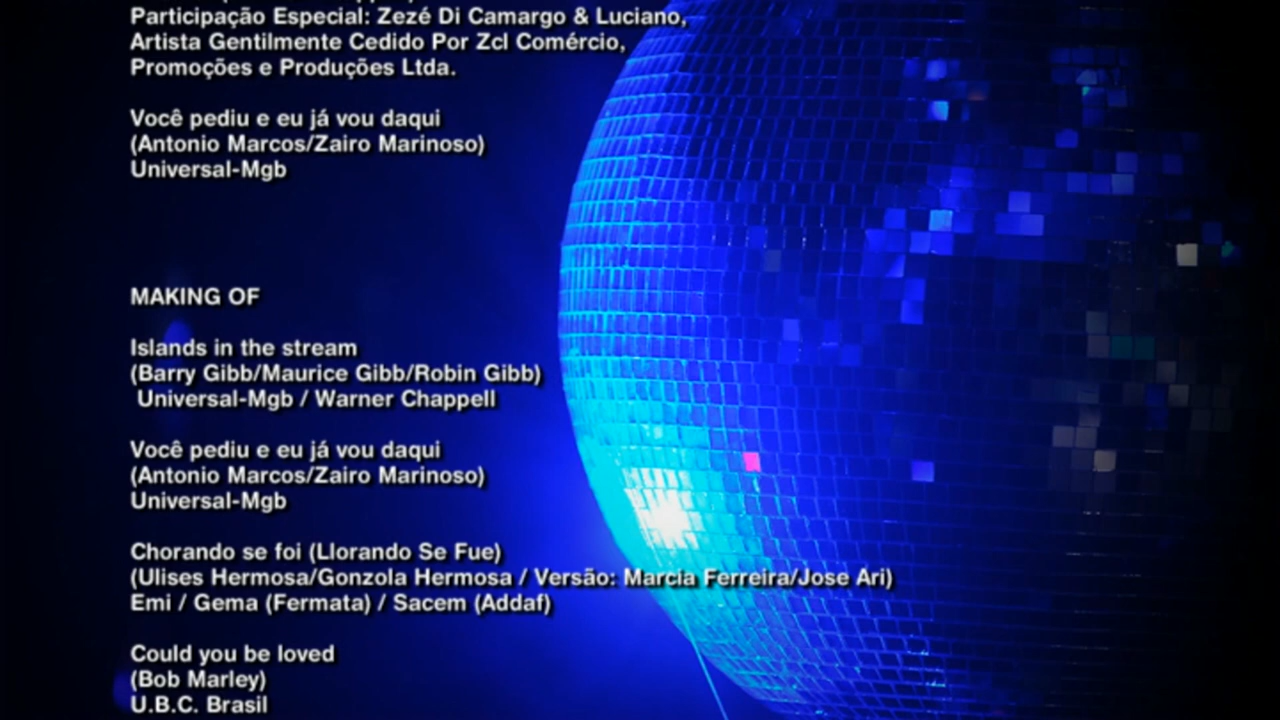 Participação Especial: Zezé Di Camargo & Luciano,
Artista Gentilmente Cedido Por Zcl Comércio,
Promoções e Produções Ltda.
Você pediu e eu já vou daqui
(Antonio Marcos/Zairo Marinoso)
Universal-Mgb
MAKING OF
Islands in the stream
(Barry Gibb/Maurice Gibb/Robin Gibb)
Universal-Mgb / Warner Chappell
Você pediu e eu já vou daqui
(Antonio Marcos/Zairo Marinoso)
Universal-Mgb
Chorando se foi (Llorando Se Fue)
(Ulises Hermosa/Gonzola Hermosa / Versão: Marcia Ferreira/Jose Ari)
Emi / Gema (Fermata) / Sacem (Addaf)
Could you be loved
(Bob Marley)
U.B.C. Brasil